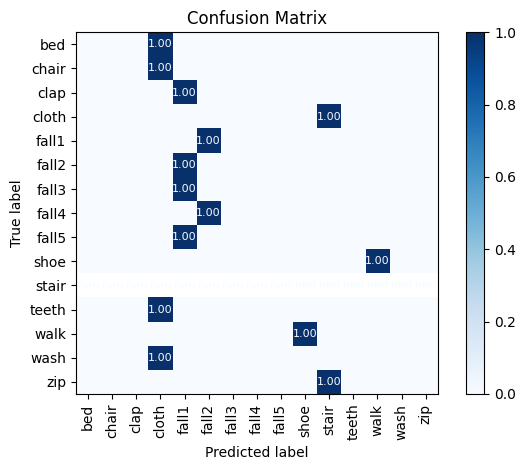 Confusion Matrix
True label
bed 1.00
chair 1.00
clap 1.00
cloth 1.00
fall1 1.00
fall2 1.00
fall3 1.00
fall4 1.00
fall5 1.00
shoe 1.00
stair
teeth 1.00
walk 1.00
wash 1.00
zip 1.00
bed chair clap cloth fall1 fall2 fall3 fall4 fall5 shoe stair teeth walk wash zip
Predicted label
1.0
0.8
0.6
0.4
0.2
0.0